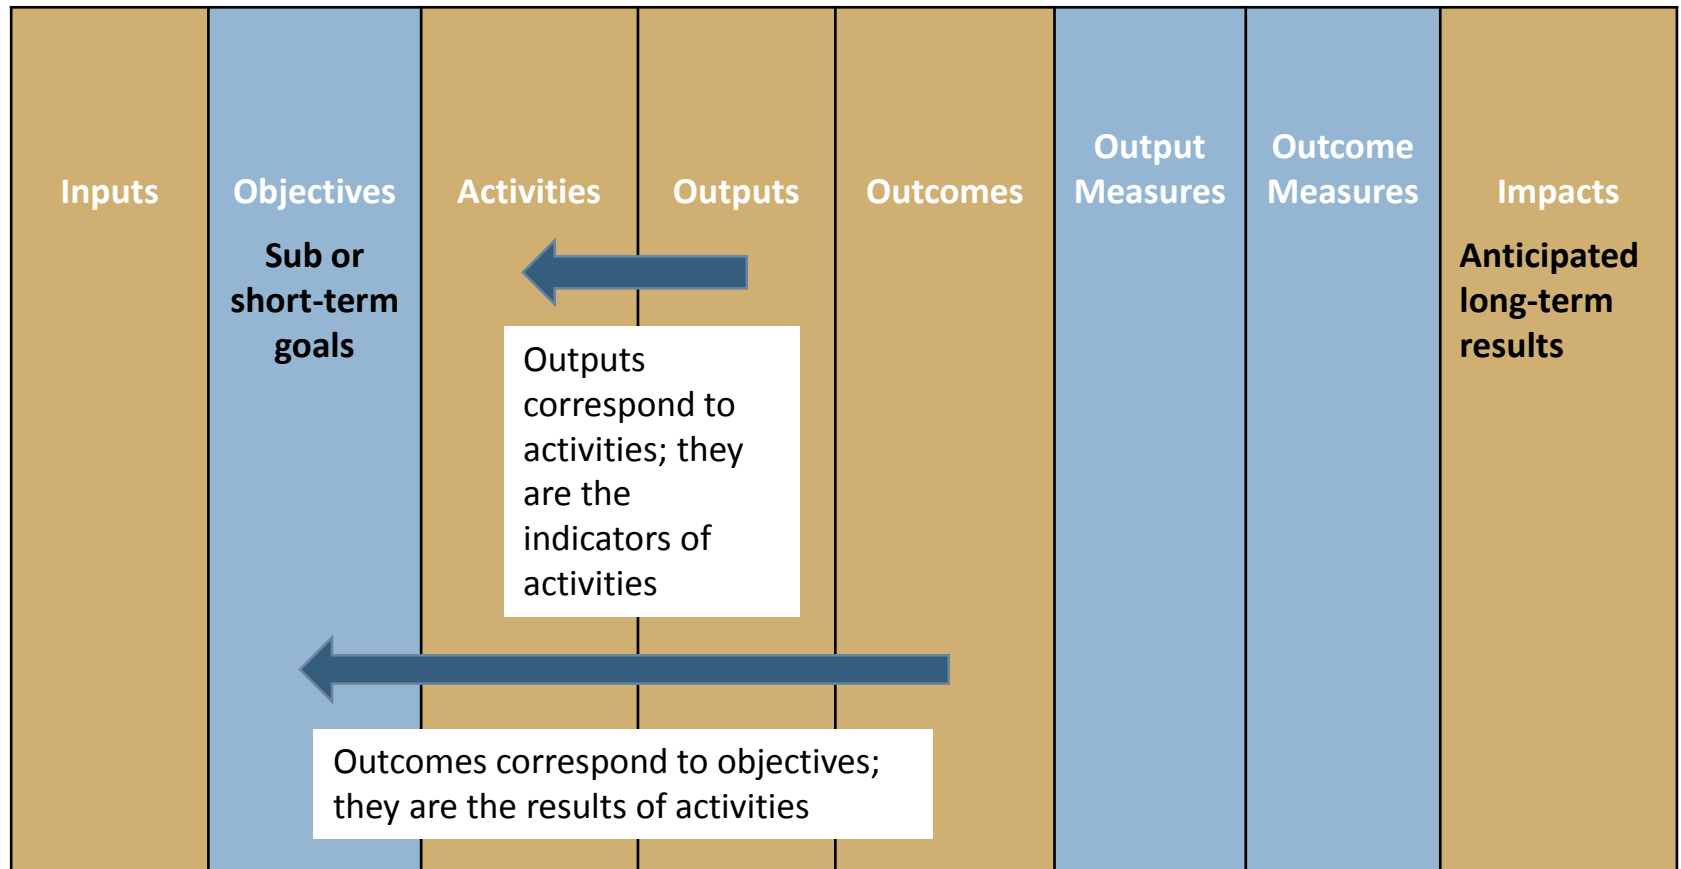 Inputs
Objectives
Sub or
short-term
goals
Activities
Outputs
Outcomes
Output
Measures
Outcome
Measures
Impacts
Anticipated
long-term
results
Outputs
correspond to
activities; they
are the
indicators of
activities
Outcomes correspond to objectives;
they are the results of activities